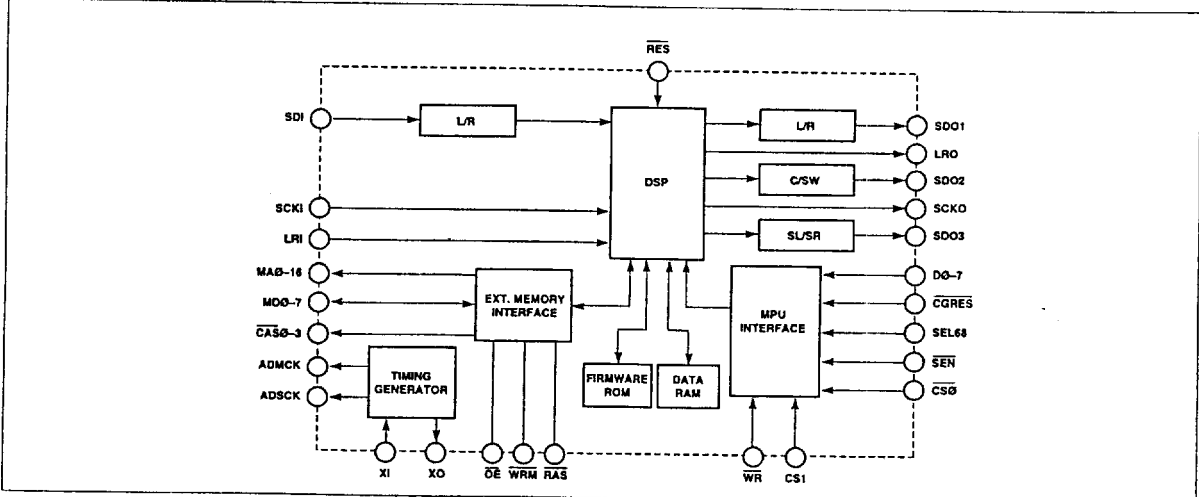 RES
SDI
L/R
DSP
L/R
SDO1
LRO
C/SW
SDO2
SCKI
SCKO
LRI
SL/SR
SDO3
MAØ–16
EXT. MEMORY
INTERFACE
MPU
INTERFACE
DØ–7
MDØ–7
CGRES
CASØ–3
SEL68
ADMCK
TIMING
GENERATOR
FIRMWARE
ROM
DATA
RAM
SEN
ADSCK
CSØ
XI
XO
OE
WRM
RAS
WR
CS1